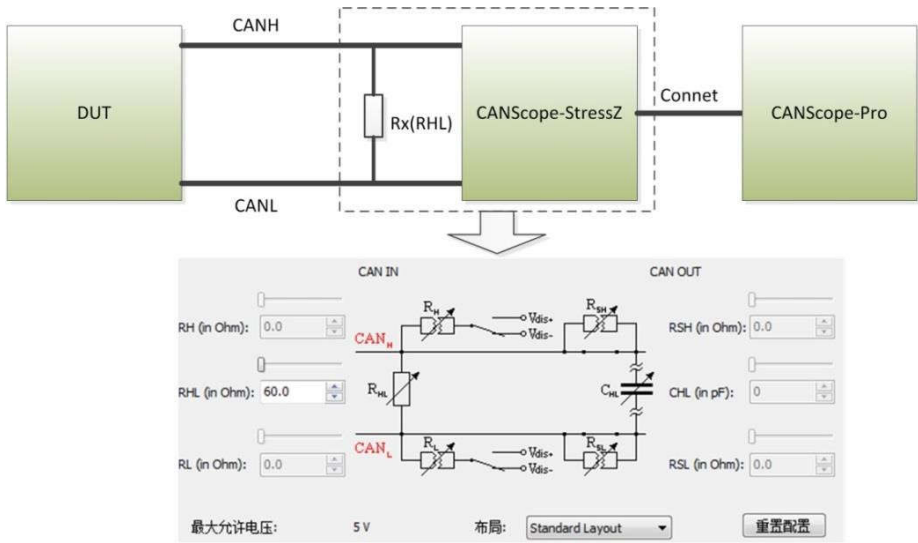 CANH
DUT
Rx(RHL)
CANScope-StressZ
Connet
CANScope-Pro
CANL
CAN IN
CAN OUT
RH (in Ohm): 0.0
RH
Vdis+
Vdis-
RSH
RSH (in Ohm): 0.0
CANH
RHL (in Ohm): 60.0
RHL
CHL
CHL (in pF): 0
CANL
RL (in Ohm): 0.0
RL
Vdis+
Vdis-
RSL
RSL (in Ohm): 0.0
最大允许电压: 5 V
布局: Standard Layout
重置配置